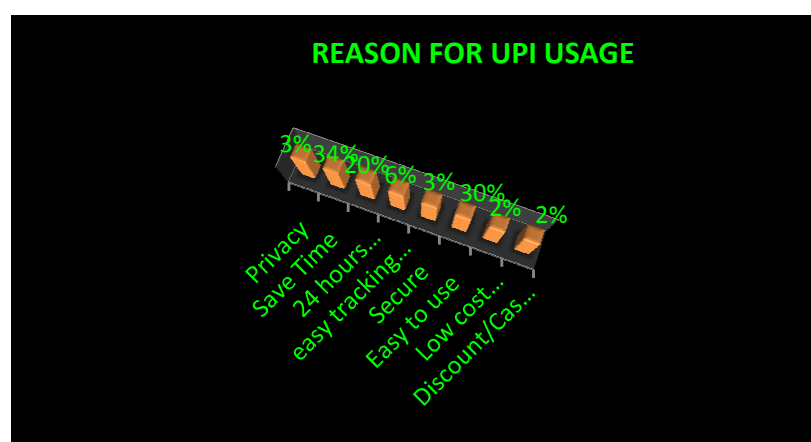 REASON FOR UPI USAGE
3%
34%
20%
6%
3%
30%
2%
2%
Privacy
Save Time
24 hours...
easy tracking...
Secure
Easy to use
Low cost...
Discount/Cas...